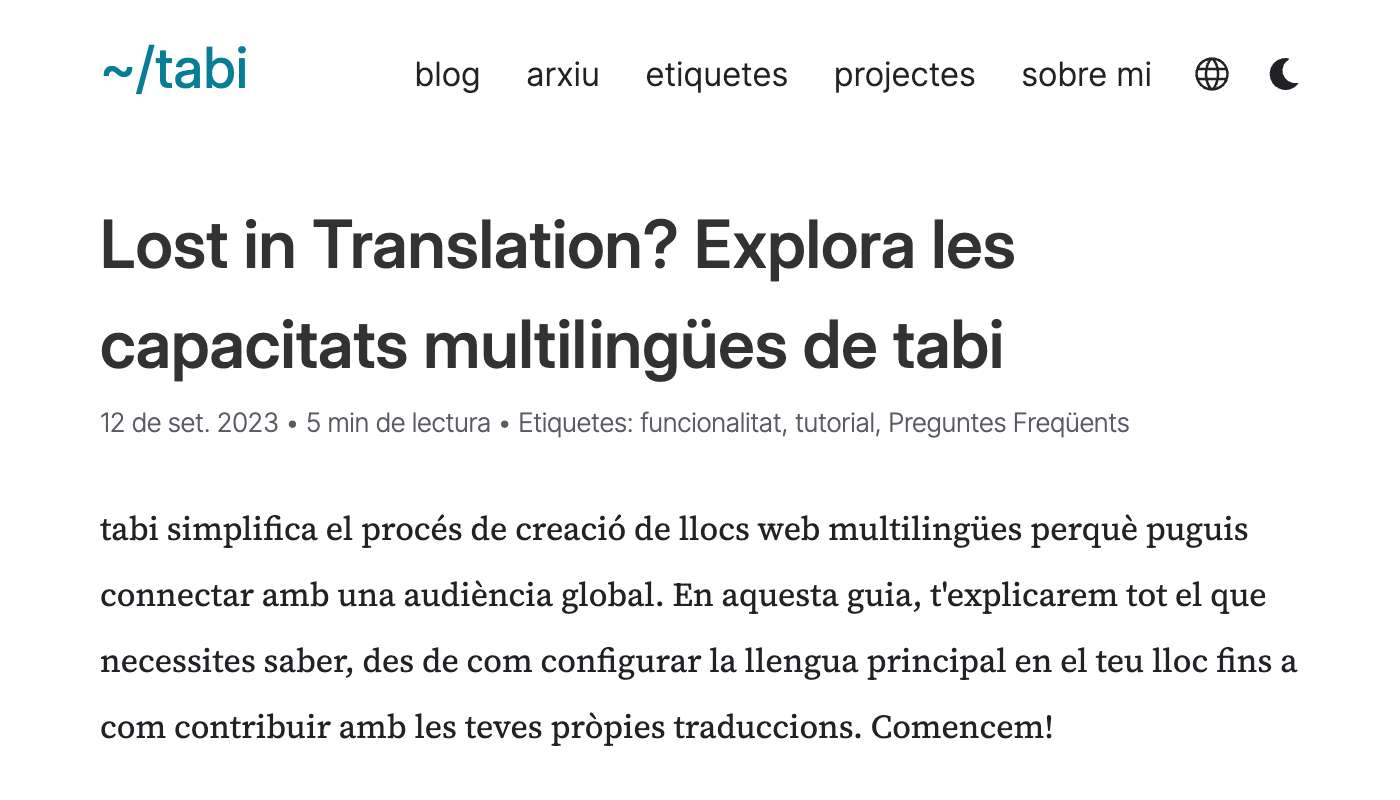 ~/tabi
blog arxiu etiquetes projectes sobre mi
Lost in Translation? Explora les
capacitats multilingües de tabi
12 de set. 2023 • 5 min de lectura • Etiquetes: funcionalitat, tutorial, Preguntes Freqüents
tabi simplifica el procés de creació de llocs web multilingües perquè puguis
connectar amb una audiència global. En aquesta guia, t'explicarem tot el que
necessites saber, des de com configurar la llengua principal en el teu lloc fins a
com contribuir amb les teves pròpies traduccions. Comencem!